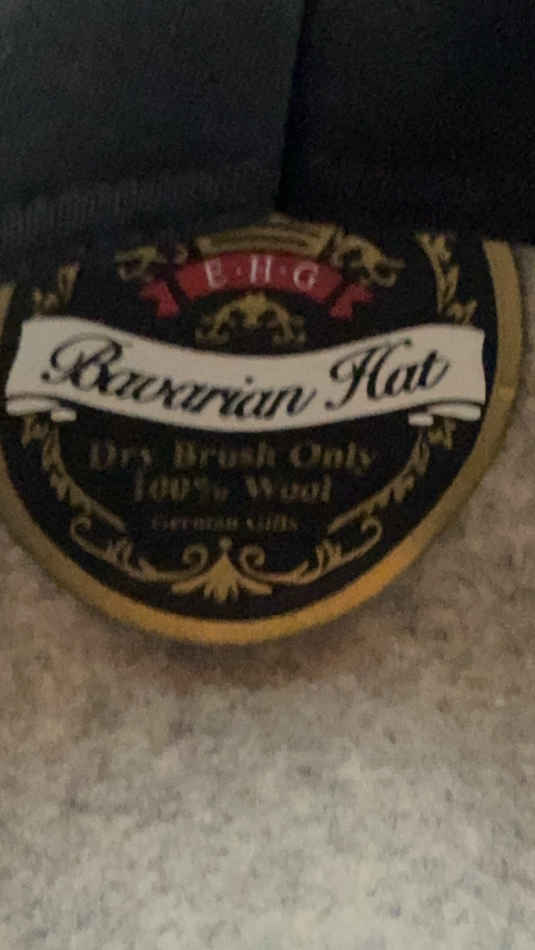 E·H·G
Bavarian Hat
Dry Brush Only
100% Wool
German Gifts